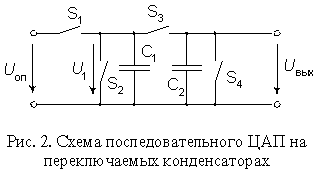 S1 S3
Uоп U1 S2 C1 C2 S4 Uвых
Рис. 2. Схема последовательного ЦАП на
переключаемых конденсаторах